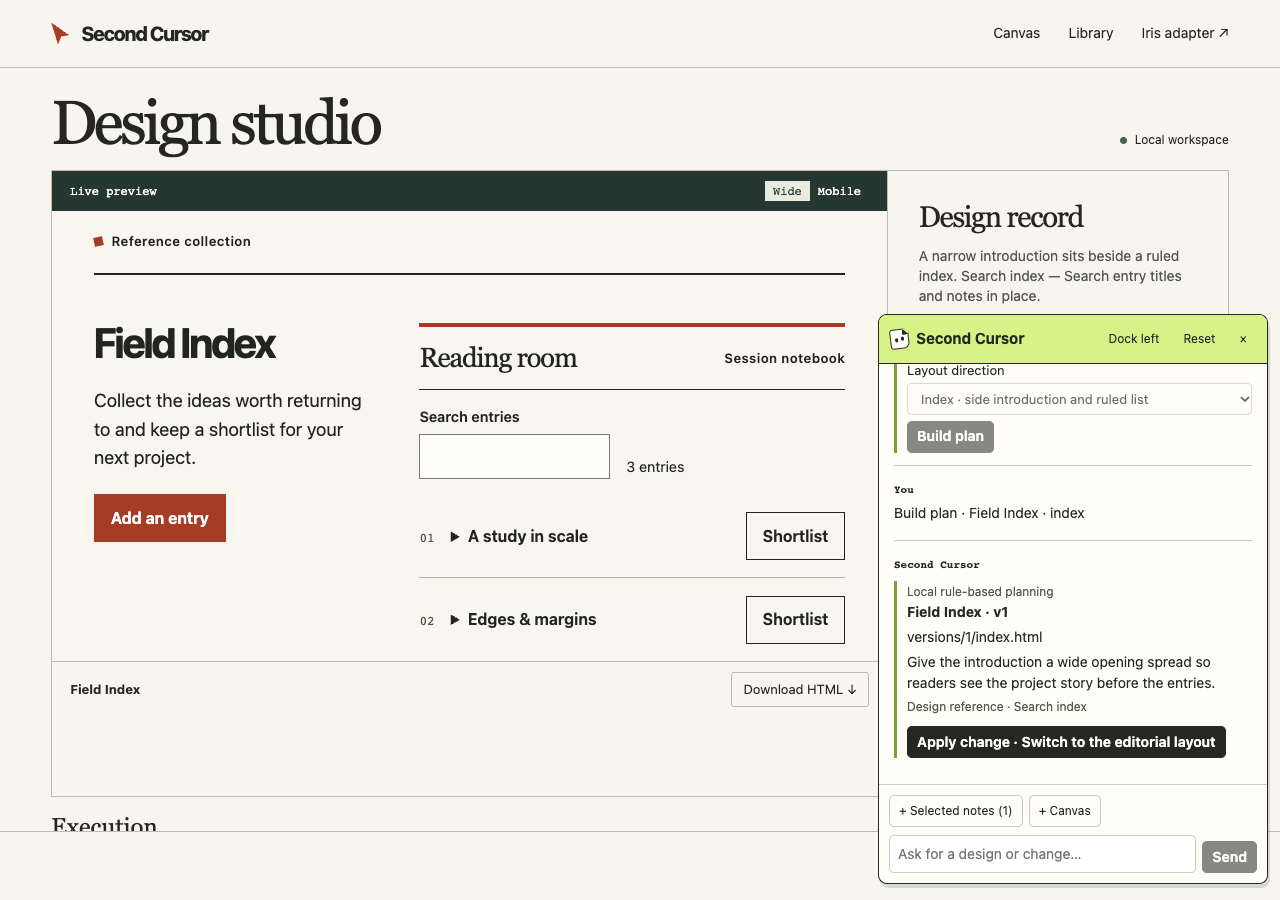 Second Cursor
Canvas
Library
Iris adapter ↗
Design studio
Local workspace
Live preview
Wide
Mobile
Reference collection
Field Index
Collect the ideas worth returning
to and keep a shortlist for your
next project.
Add an entry
Reading room
Session notebook
Search entries
3 entries
01
A study in scale
Shortlist
02
Edges & margins
Shortlist
Field Index
Download HTML ↓
Execution
Design record
A narrow introduction sits beside a ruled
index. Search index — Search entry titles
and notes in place.
Second Cursor
Dock left
Reset
×
Layout direction
Index · side introduction and ruled list
Build plan
You
Build plan · Field Index · index
Second Cursor
Local rule-based planning
Field Index · v1
versions/1/index.html
Give the introduction a wide opening spread so
readers see the project story before the entries.
Design reference · Search index
Apply change · Switch to the editorial layout
+ Selected notes (1)
+ Canvas
Ask for a design or change...
Send